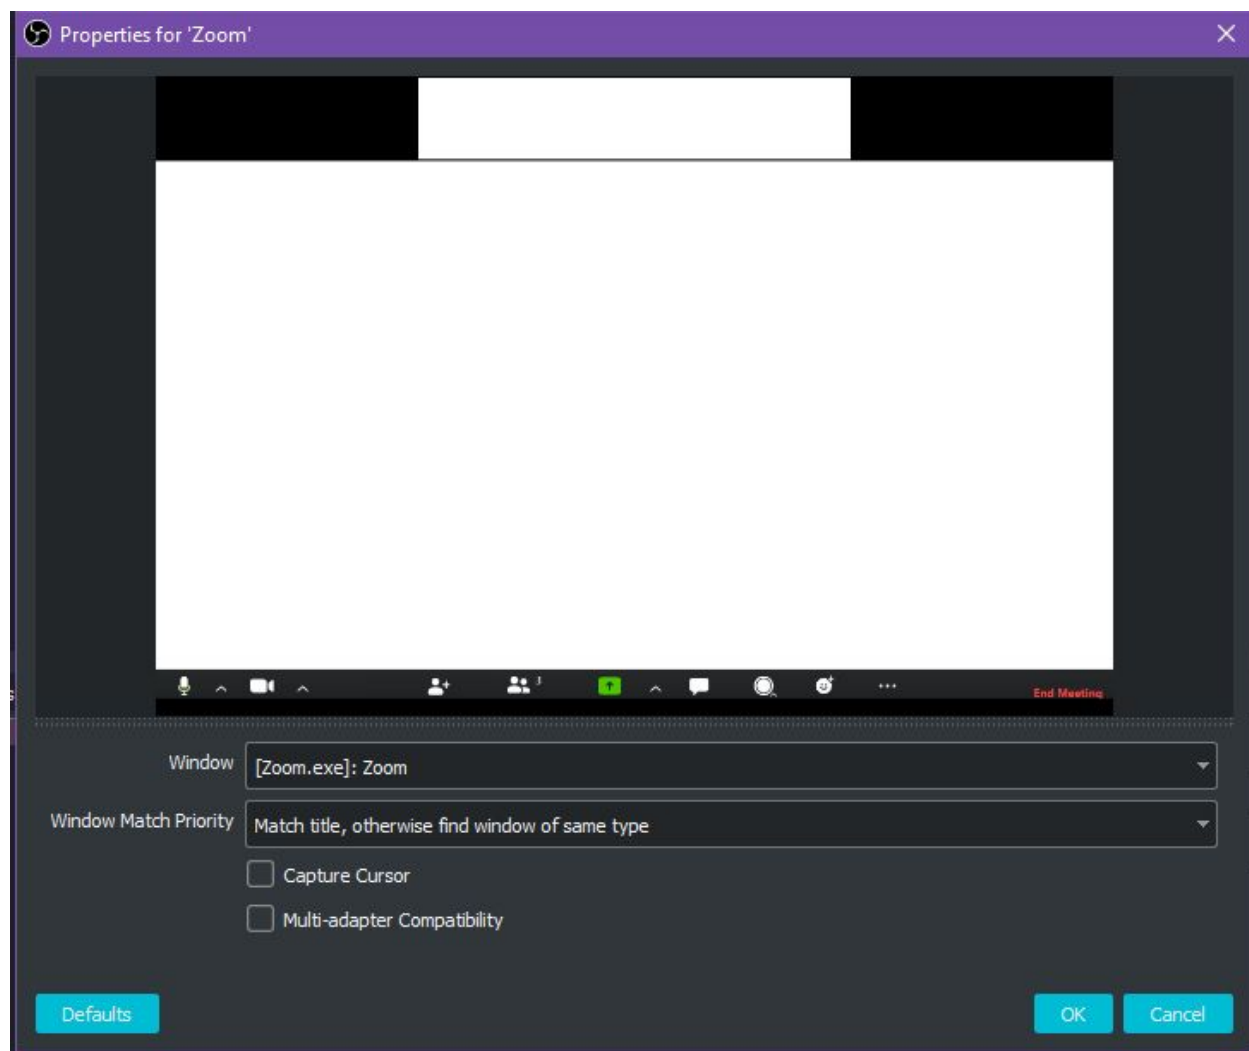 Properties for 'Zoom'
3
End Meeting
Window
[Zoom.exe]: Zoom
Window Match Priority
Match title, otherwise find window of same type
Capture Cursor
Multi-adapter Compatibility
Defaults
OK
Cancel